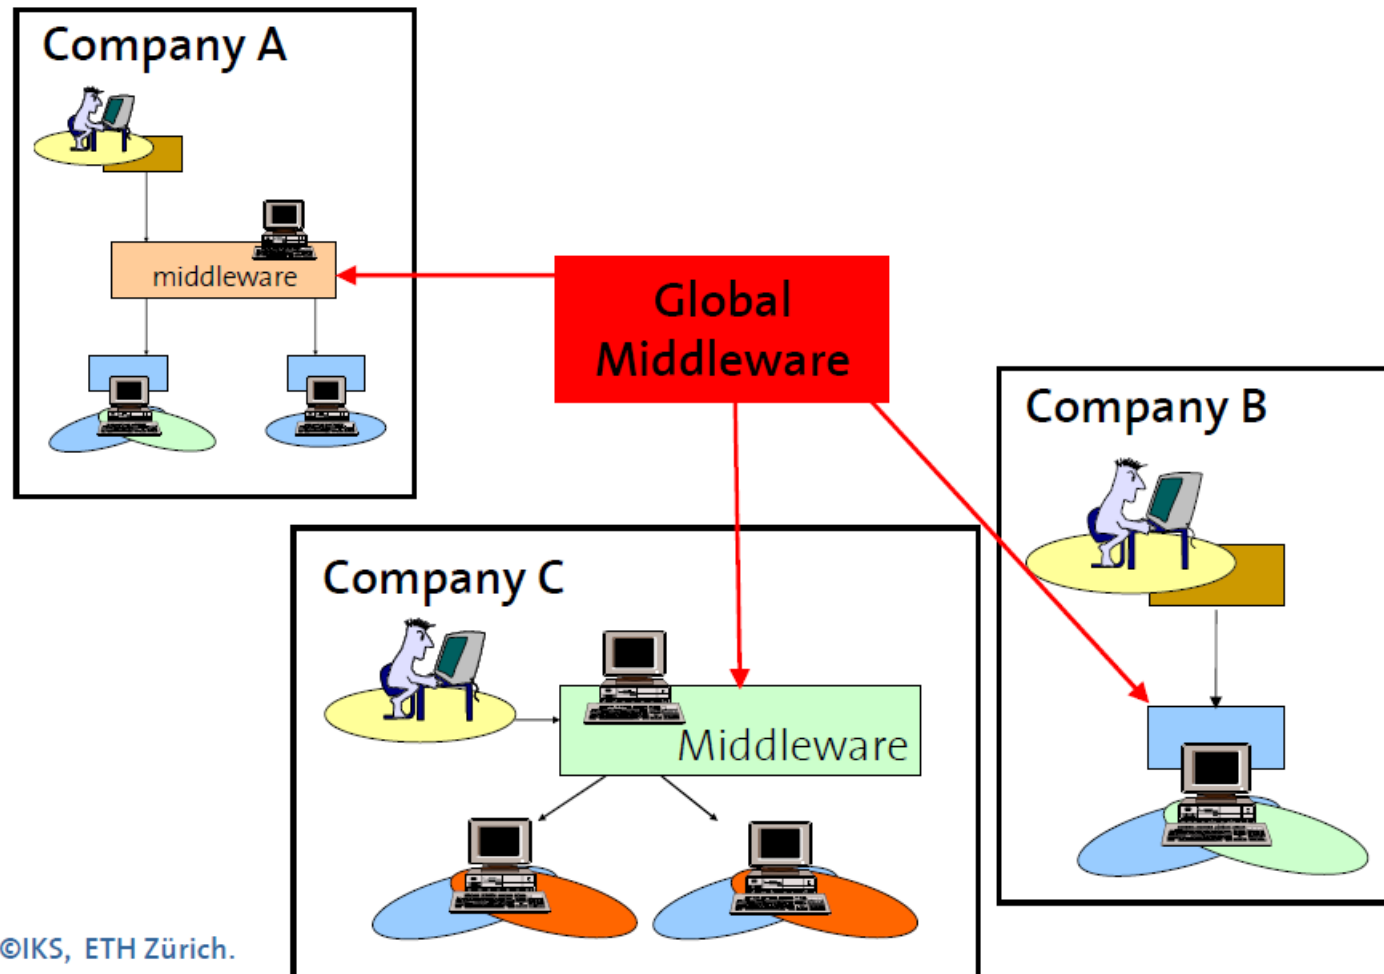 Company A
middleware
Global
Middleware
Company B
Company C
Middleware
©IKS, ETH Zürich.